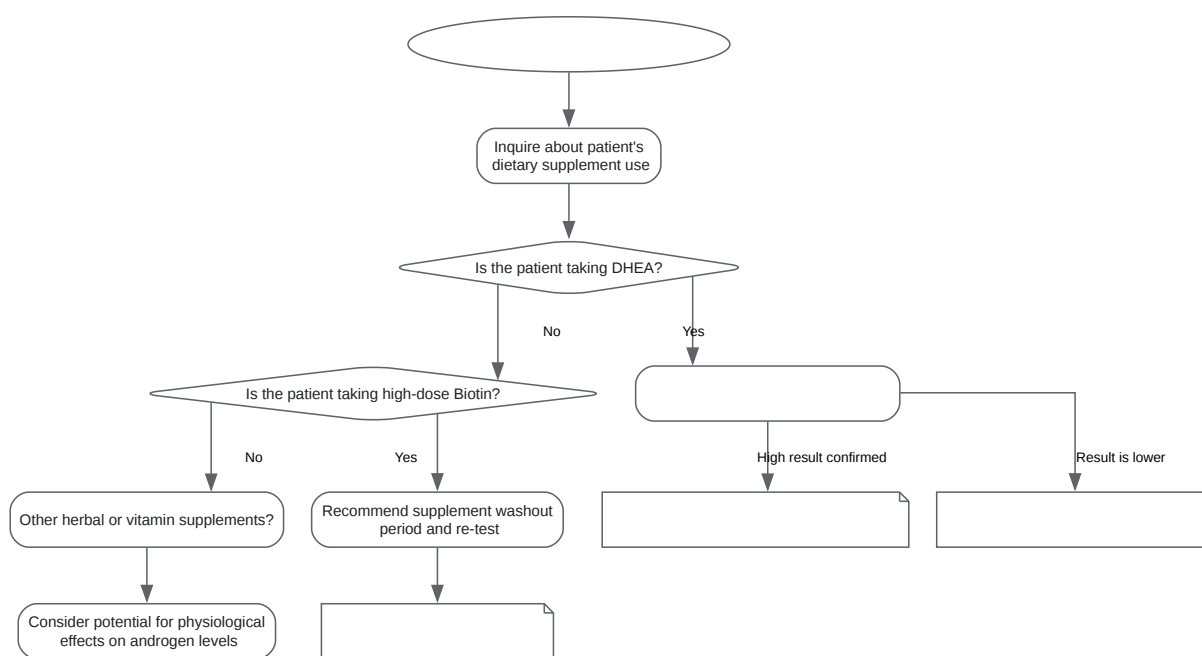 Inquire about patient's
dietary supplement use
Is the patient taking DHEA?
No
Yes
Is the patient taking high-dose Biotin?
No
Yes
High result confirmed
Result is lower
Other herbal or vitamin supplements?
Recommend supplement washout
period and re-test
Consider potential for physiological
effects on androgen levels